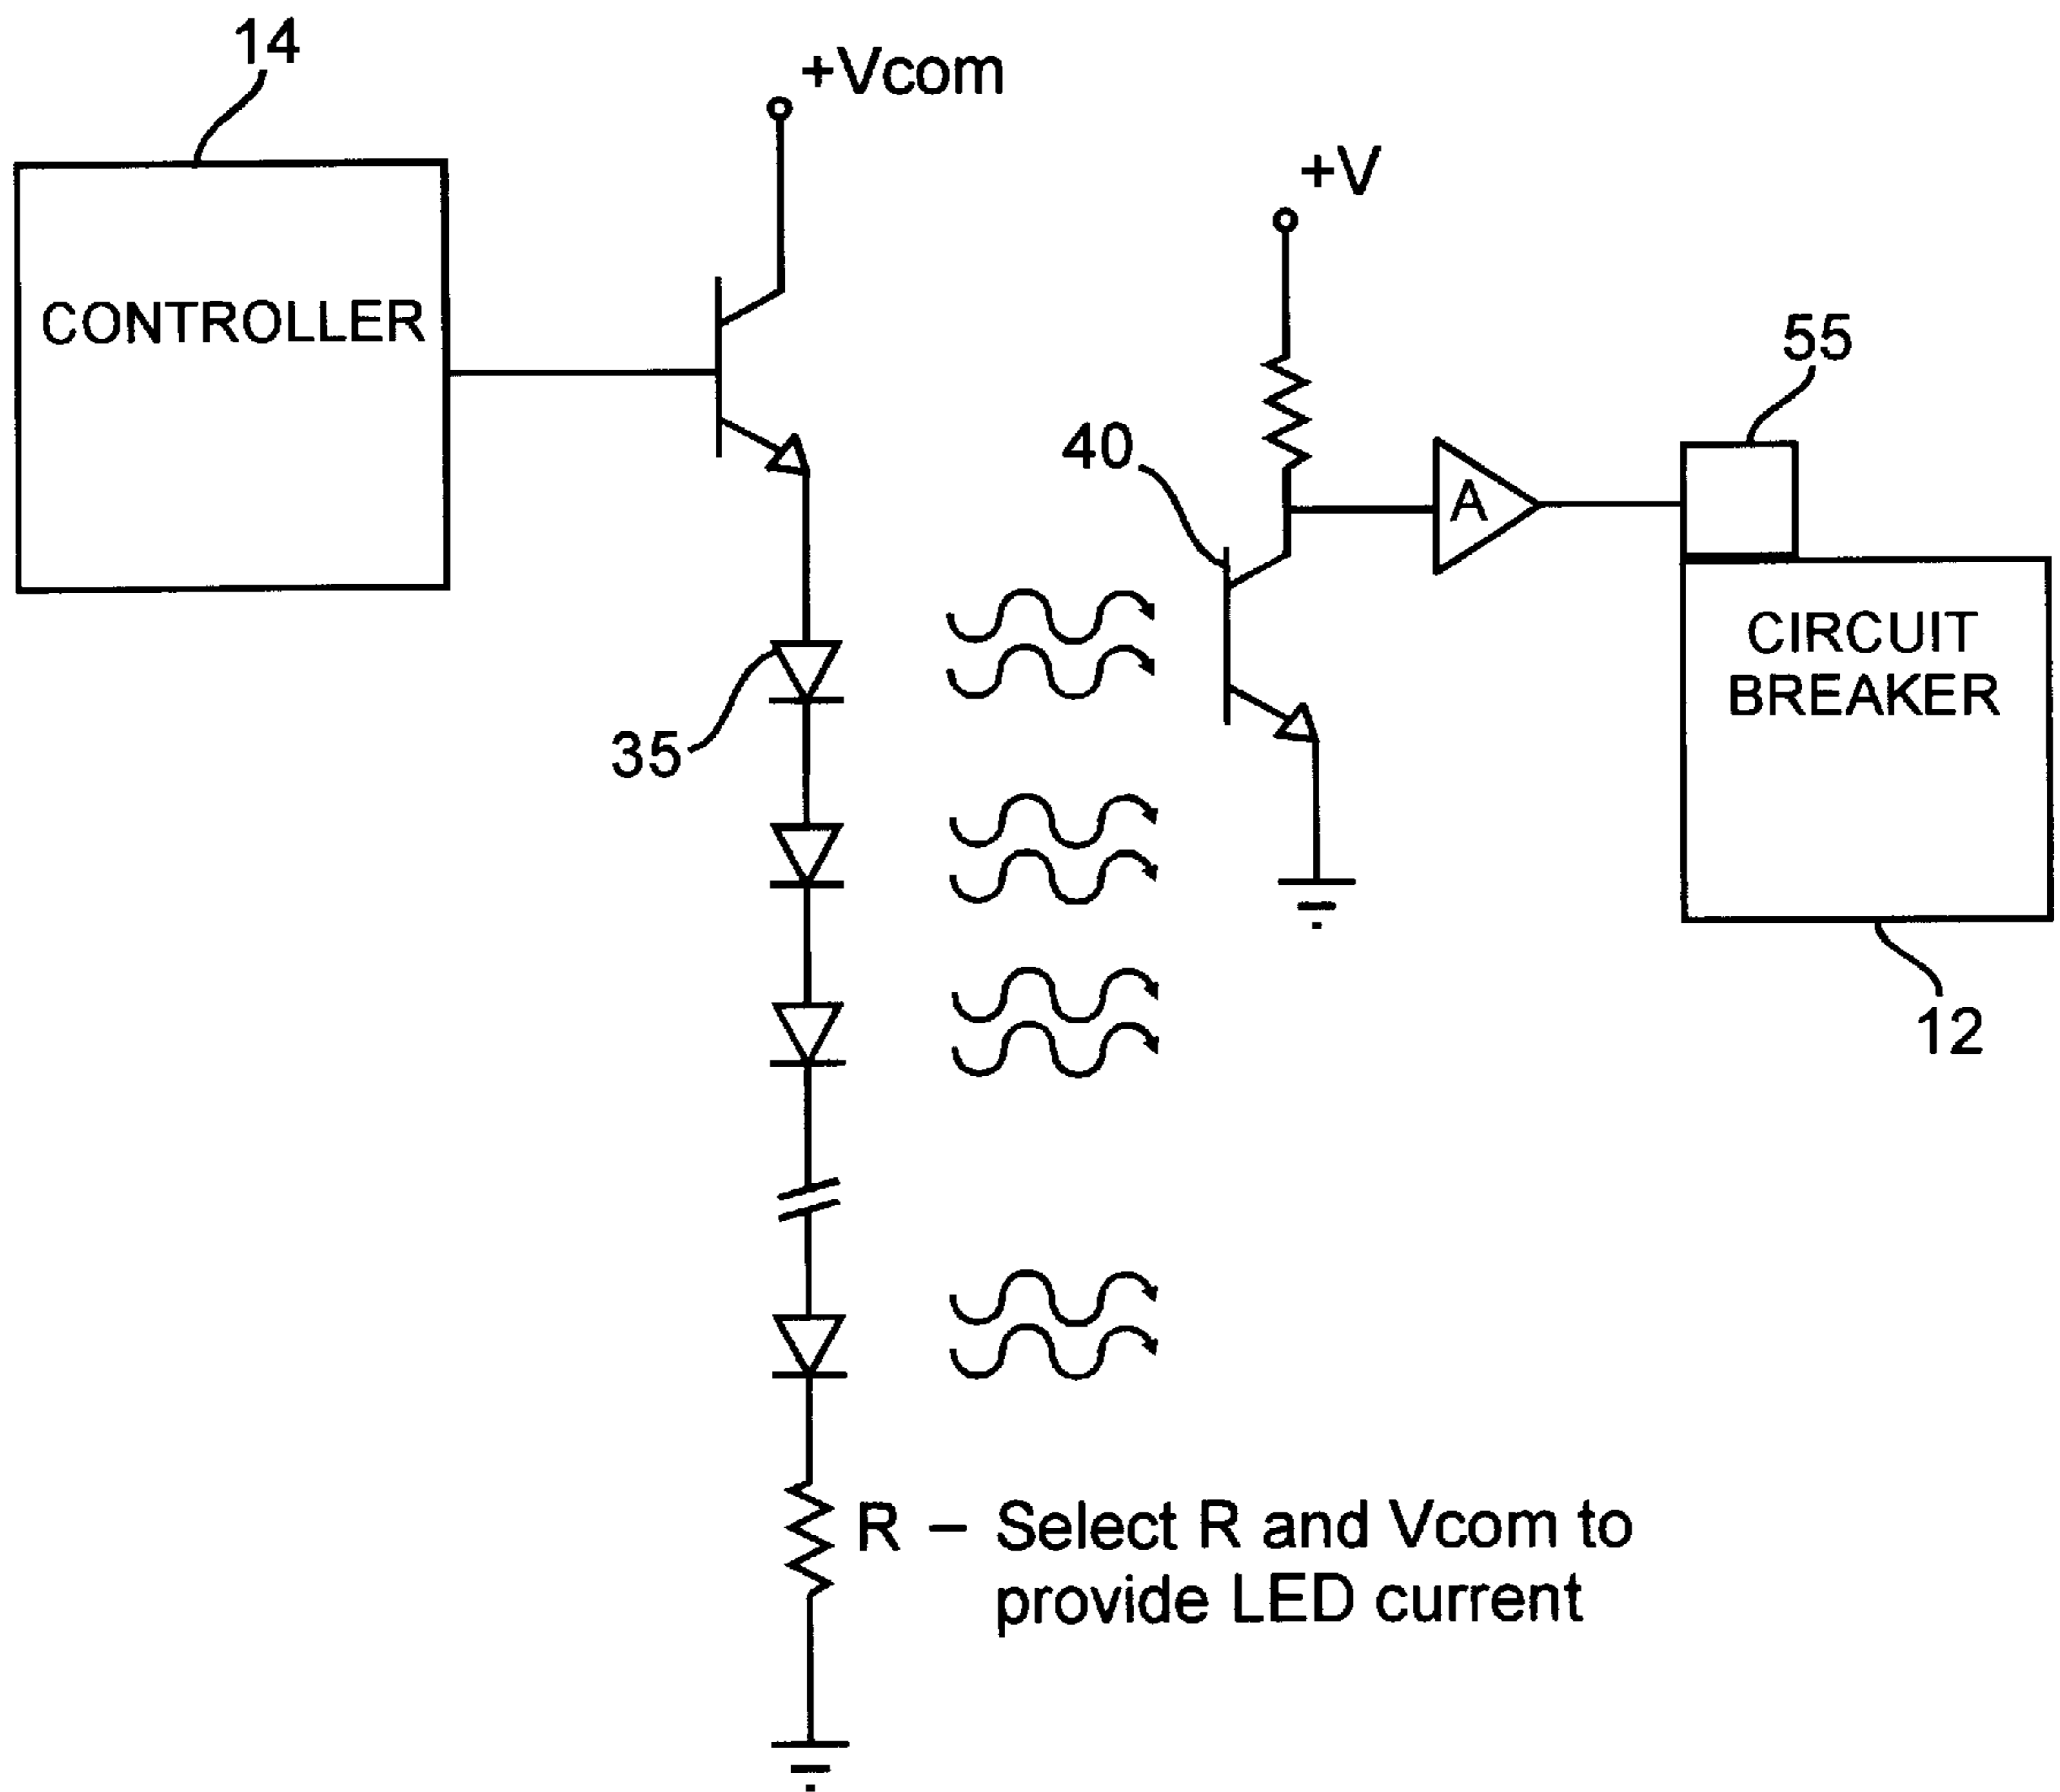 14
+Vcom
+V
CONTROLLER
55
40
A
35
CIRCUIT
BREAKER
12
R – Select R and Vcom to
provide LED current